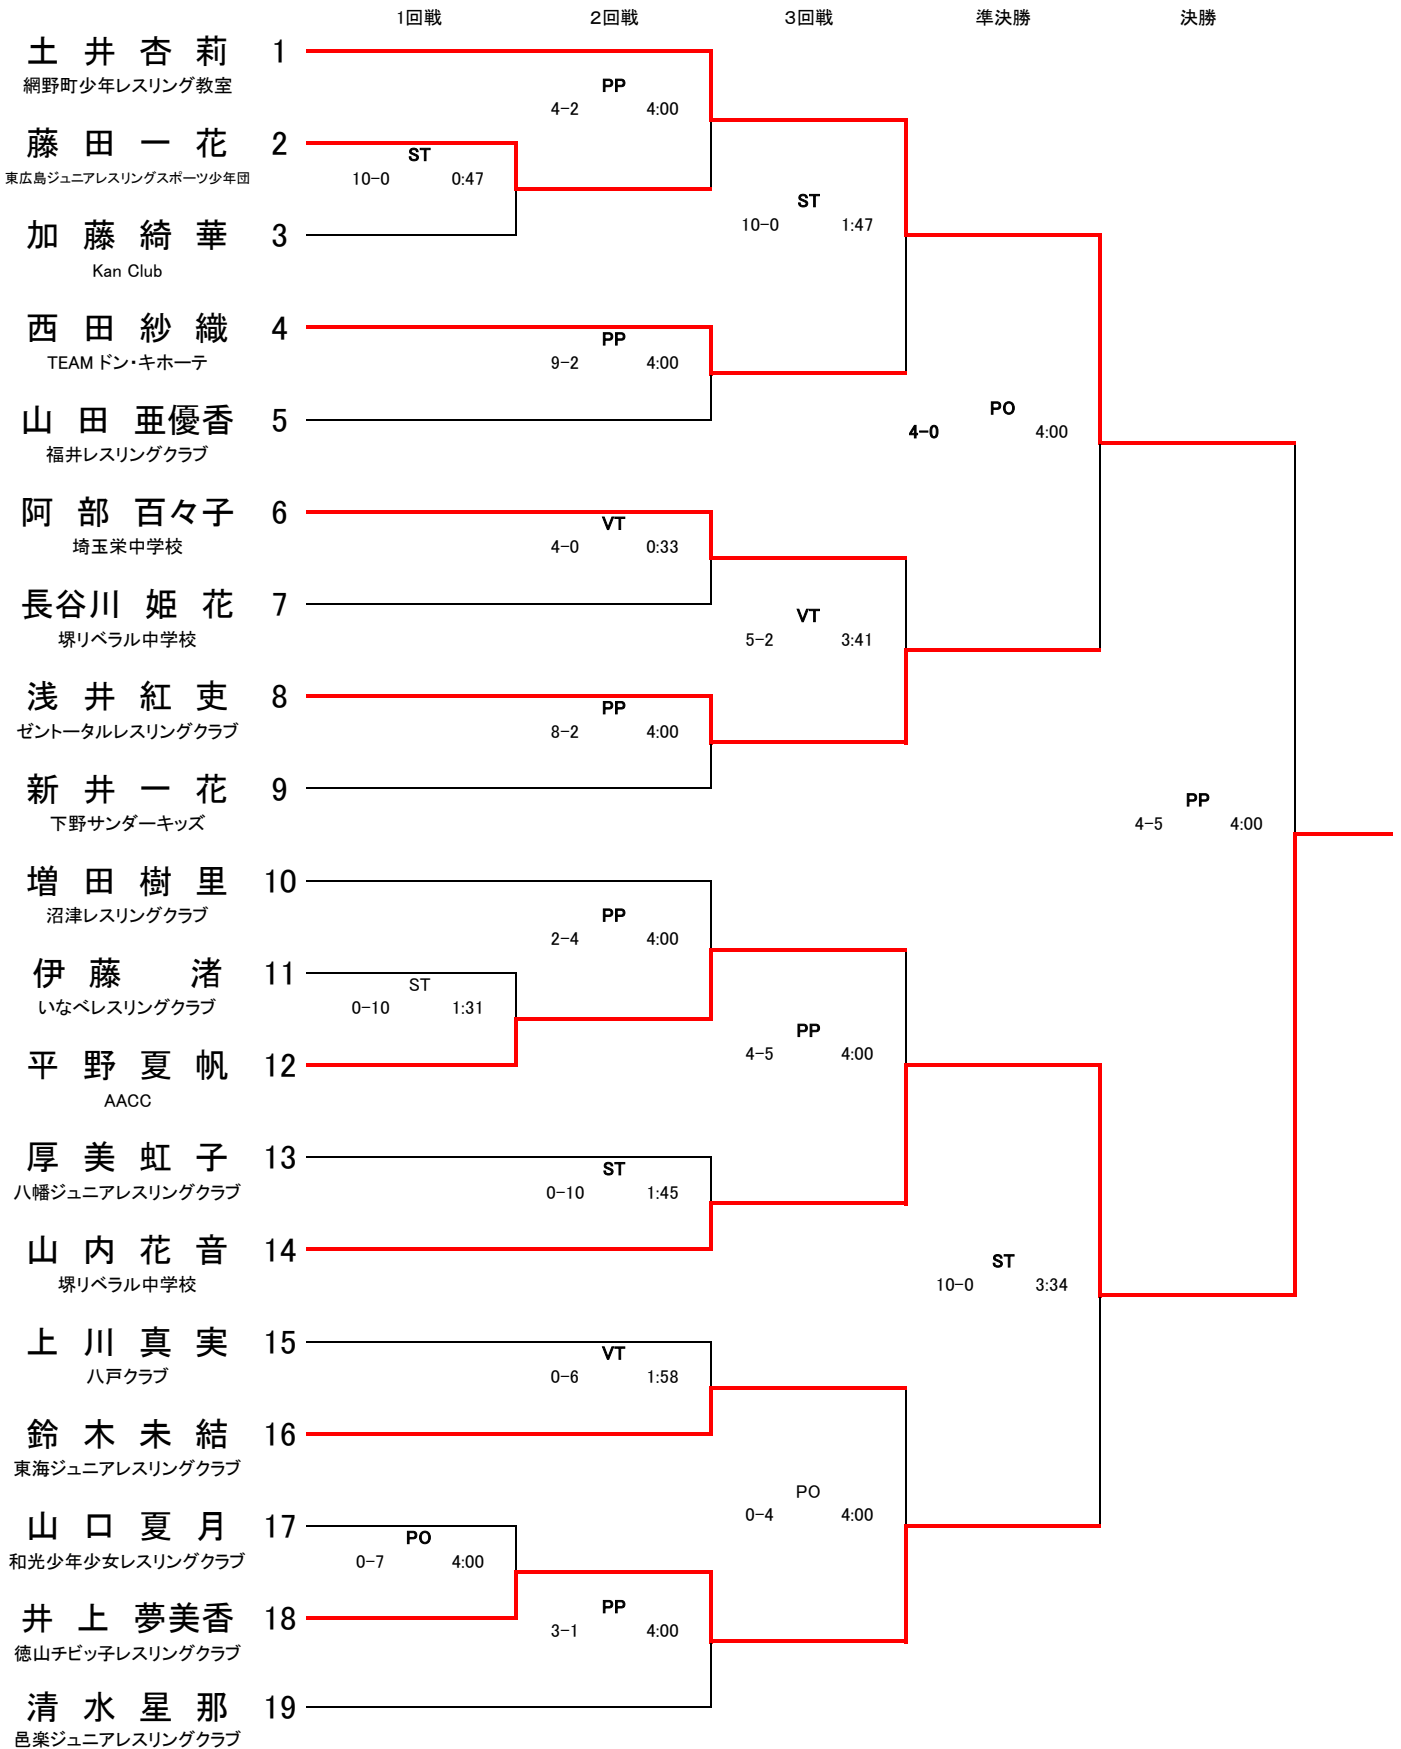 1回戦 2回戦 3回戦 準決勝 決勝
土 井 杏 莉 1
網野町少年レスリング教室
PP
4-2 4:00
藤 田 一 花 2
東広島ジュニアレスリングスポーツ少年団
ST
10-0 0:47
ST
10-0 1:47
加 藤 綺 華 3
Kan Club
西 田 紗 織 4
TEAM ドン・キホーテ
PP
9-2 4:00
山 田 亜優香 5
福井レスリングクラブ
PO
4-0 4:00
阿 部 百々子 6
埼玉栄中学校
VT
4-0 0:33
長谷川 姫 花 7
堺リベラル中学校
VT
5-2 3:41
浅 井 紅 吏 8
ゼントータルレスリングクラブ
PP
8-2 4:00
新 井 一 花 9
下野サンダーキッズ
PP
4-5 4:00
増 田 樹 里 10
沼津レスリングクラブ
PP
2-4 4:00
伊 藤 渚 11
いなべレスリングクラブ
ST
0-10 1:31
PP
4-5 4:00
平 野 夏 帆 12
AACC
厚 美 虹 子 13
八幡ジュニアレスリングクラブ
ST
0-10 1:45
山 内 花 音 14
堺リベラル中学校
ST
10-0 3:34
上 川 真 実 15
八戸クラブ
VT
0-6 1:58
鈴 木 未 結 16
東海ジュニアレスリングクラブ
PO
0-4 4:00
山 口 夏 月 17
和光少年少女レスリングクラブ
PO
0-7 4:00
井 上 夢美香 18
徳山チビッ子レスリングクラブ
PP
3-1 4:00
清 水 星 那 19
邑楽ジュニアレスリングクラブ